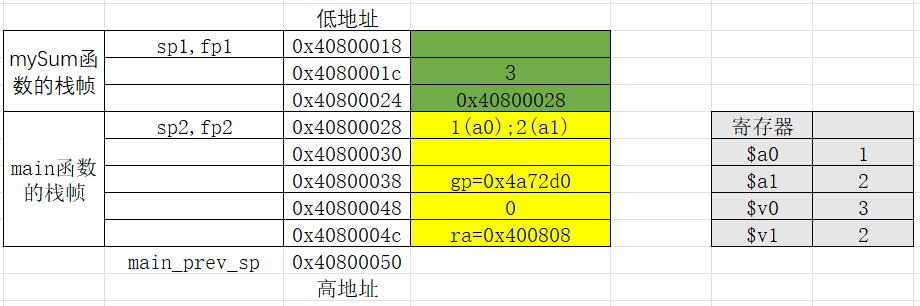 低地址
mySum函数的栈帧
sp1,fp1 0x40800018
0x4080001c 3
0x40800024 0x40800028
main函数的栈帧
sp2,fp2 0x40800028 1(a0);2(a1)
0x40800030
0x40800038 gp=0x4a72d0
0x40800048 0
0x4080004c ra=0x400808
main_prev_sp 0x40800050
高地址
寄存器
$a0 1
$a1 2
$v0 3
$v1 2